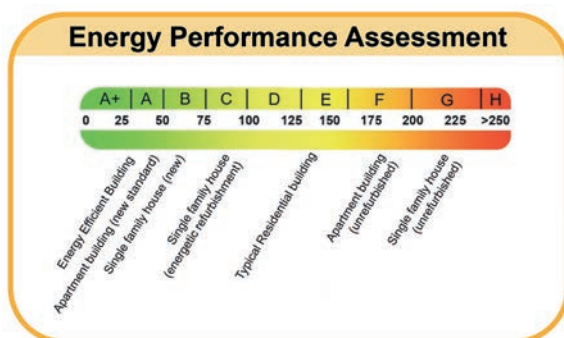 Energy Performance Assessment
A+ A B C D E F G H
0 25 50 75 100 125 150 175 200 225 >250
Energy Efficient Building
Apartment building (new standard)
Single family house (new)
Single family house
(energetic refurbishment)
Typical Residential building
Apartment building
(unrefurbished)
Single family house
(unrefurbished)